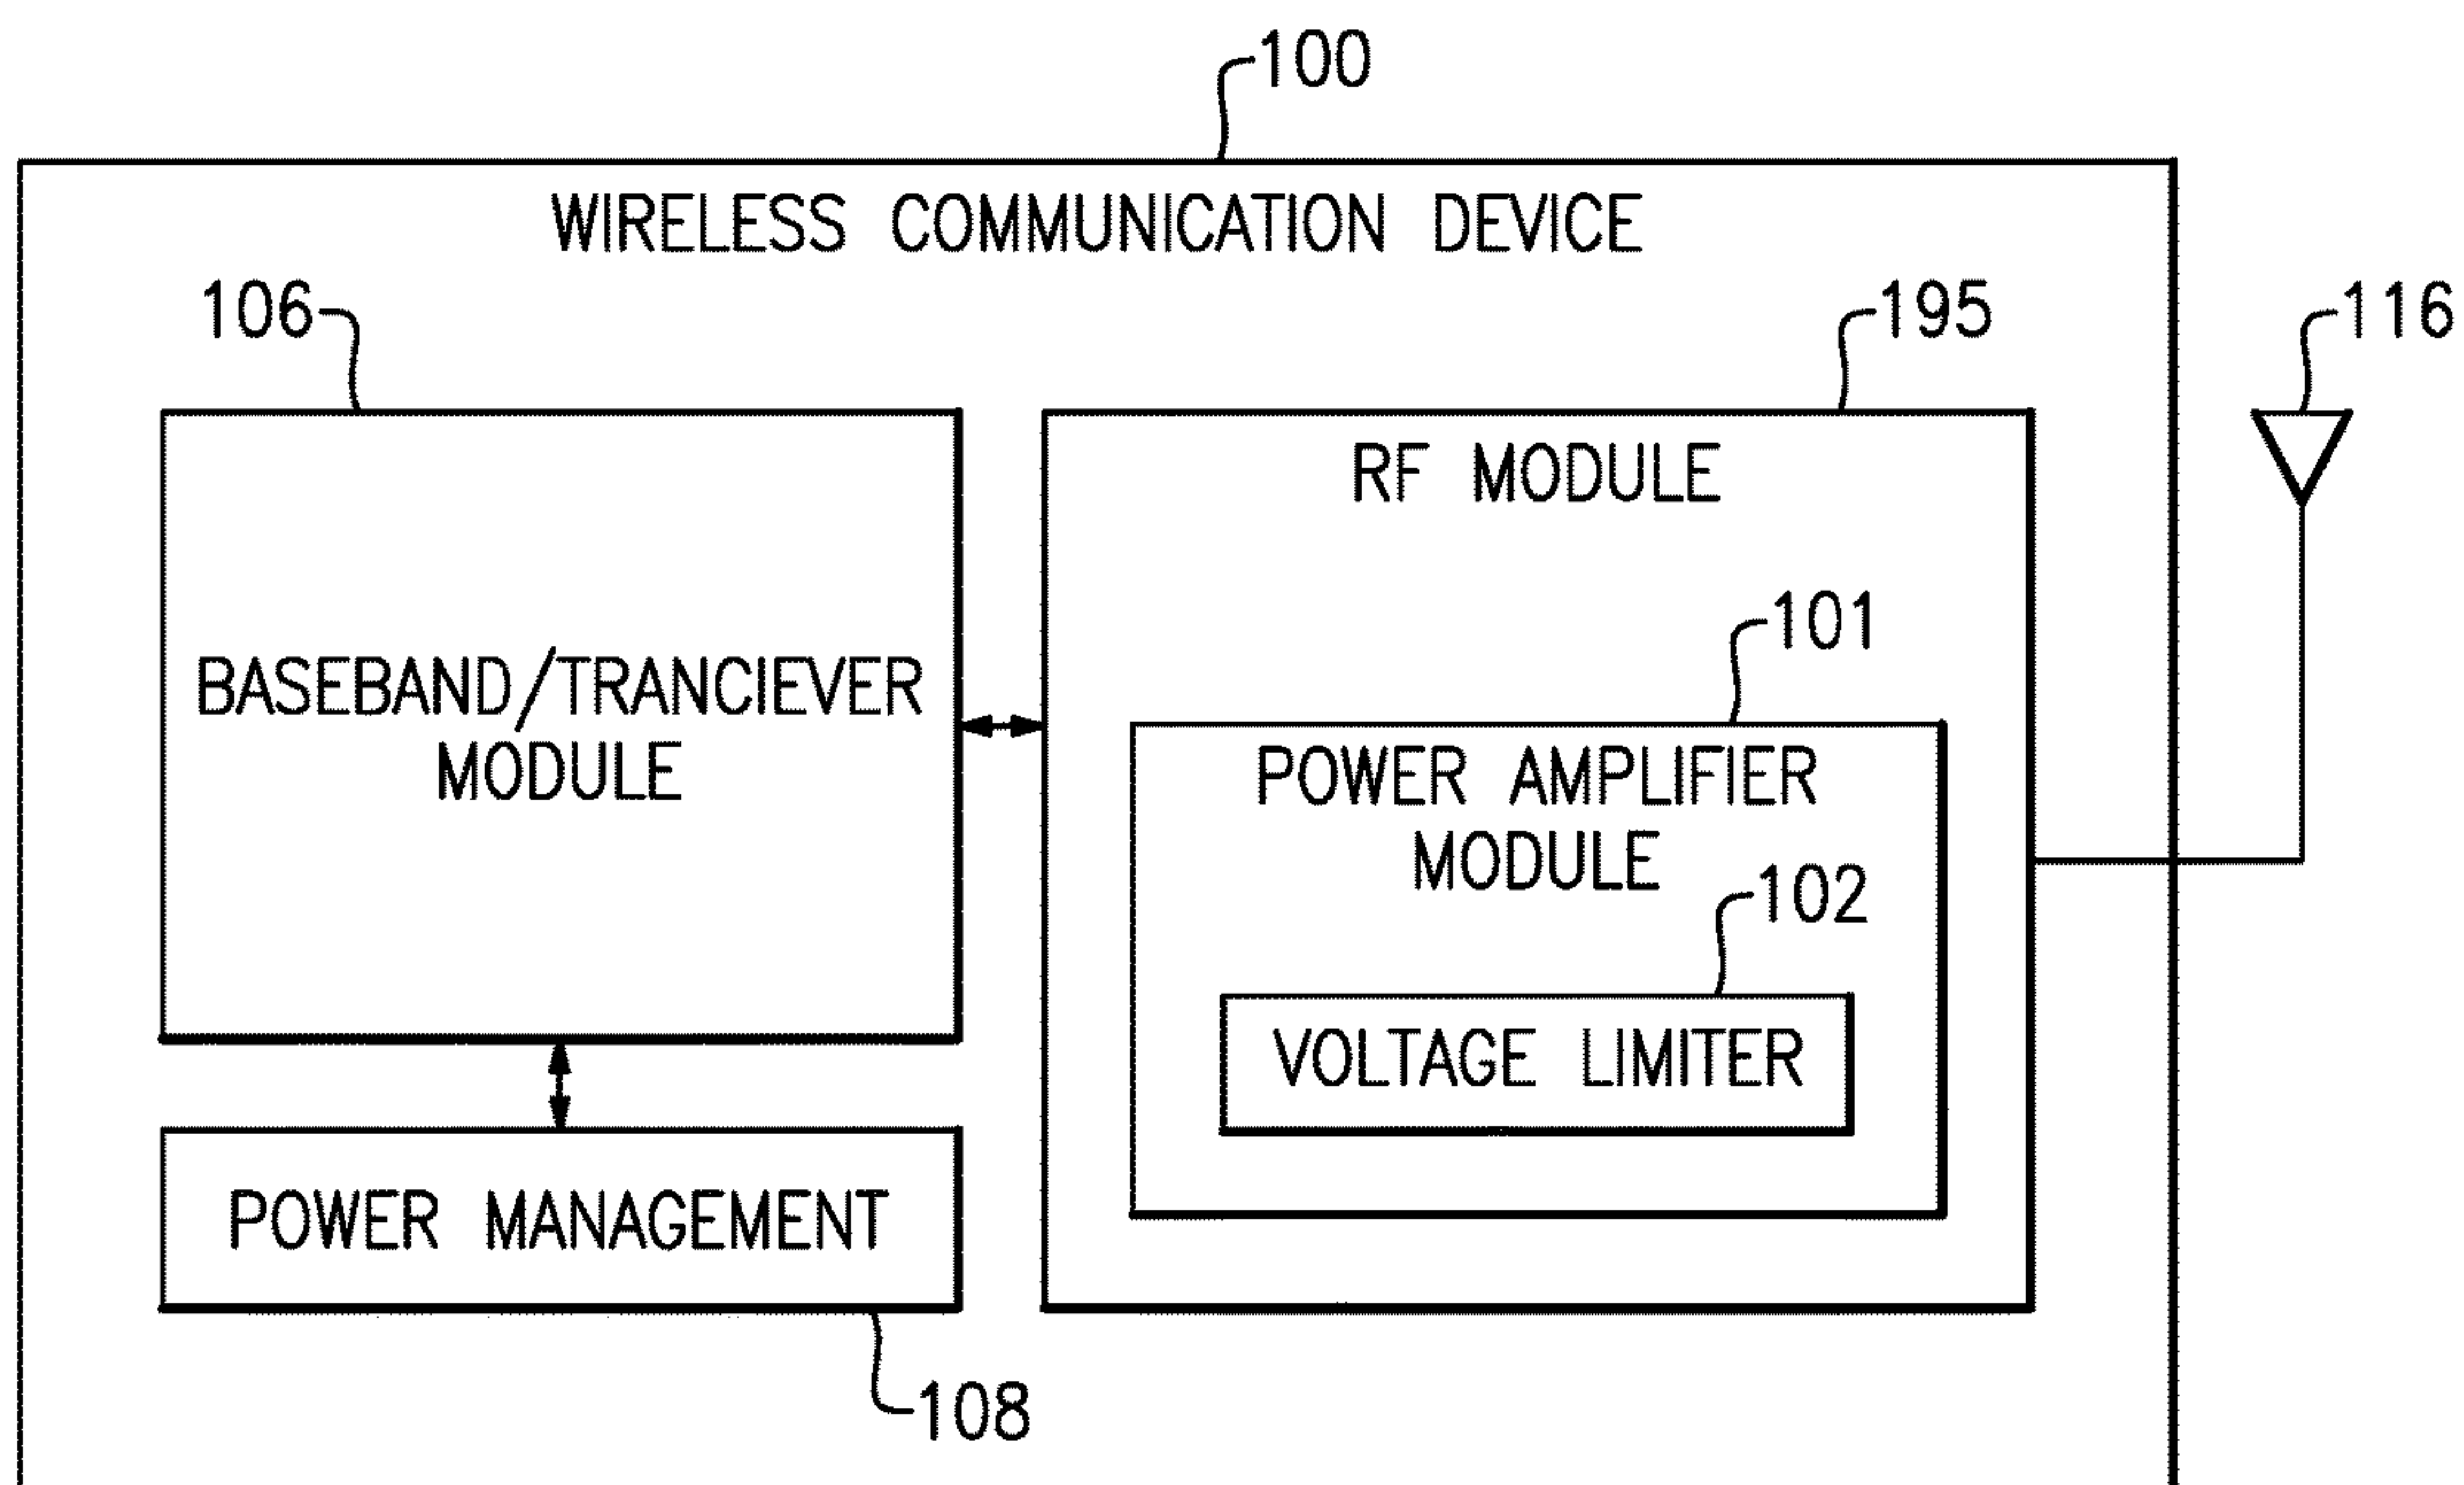 100
WIRELESS COMMUNICATION DEVICE
106
195
116
RF MODULE
101
BASEBAND/TRANCIEVER
MODULE
POWER AMPLIFIER
MODULE
102
VOLTAGE LIMITER
POWER MANAGEMENT
108